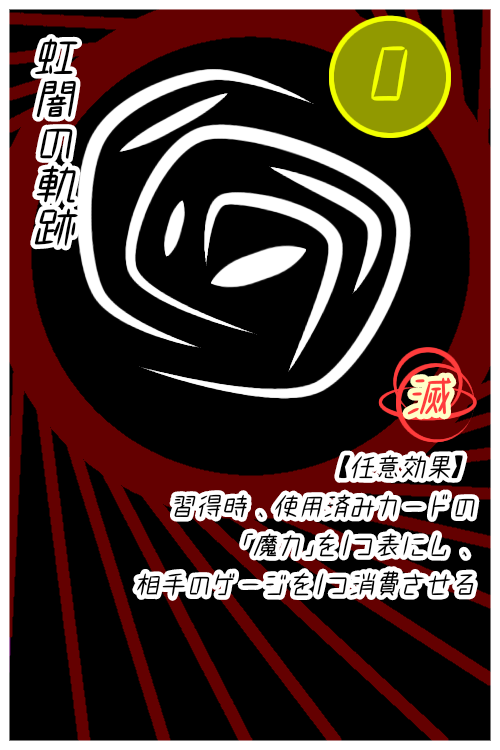 虹闇の軌跡
0
滅
【任意効果】
習得時、使用済みカードの
「魔力」を1つ表にし、
相手のゲージを1つ消費させる